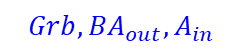 Grb, BA_out, A_in